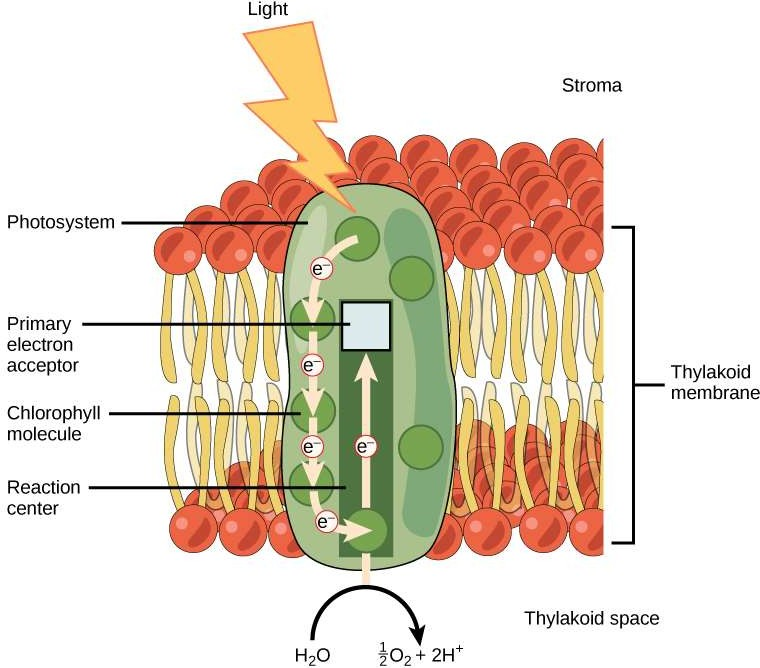 Light
Stroma
Photosystem
e⁻
Primary
electron
acceptor
e⁻
Thylakoid
membrane
Chlorophyll
molecule
e⁻
e⁻
Reaction
center
e⁻
Thylakoid space
H₂O
½O₂ + 2H⁺